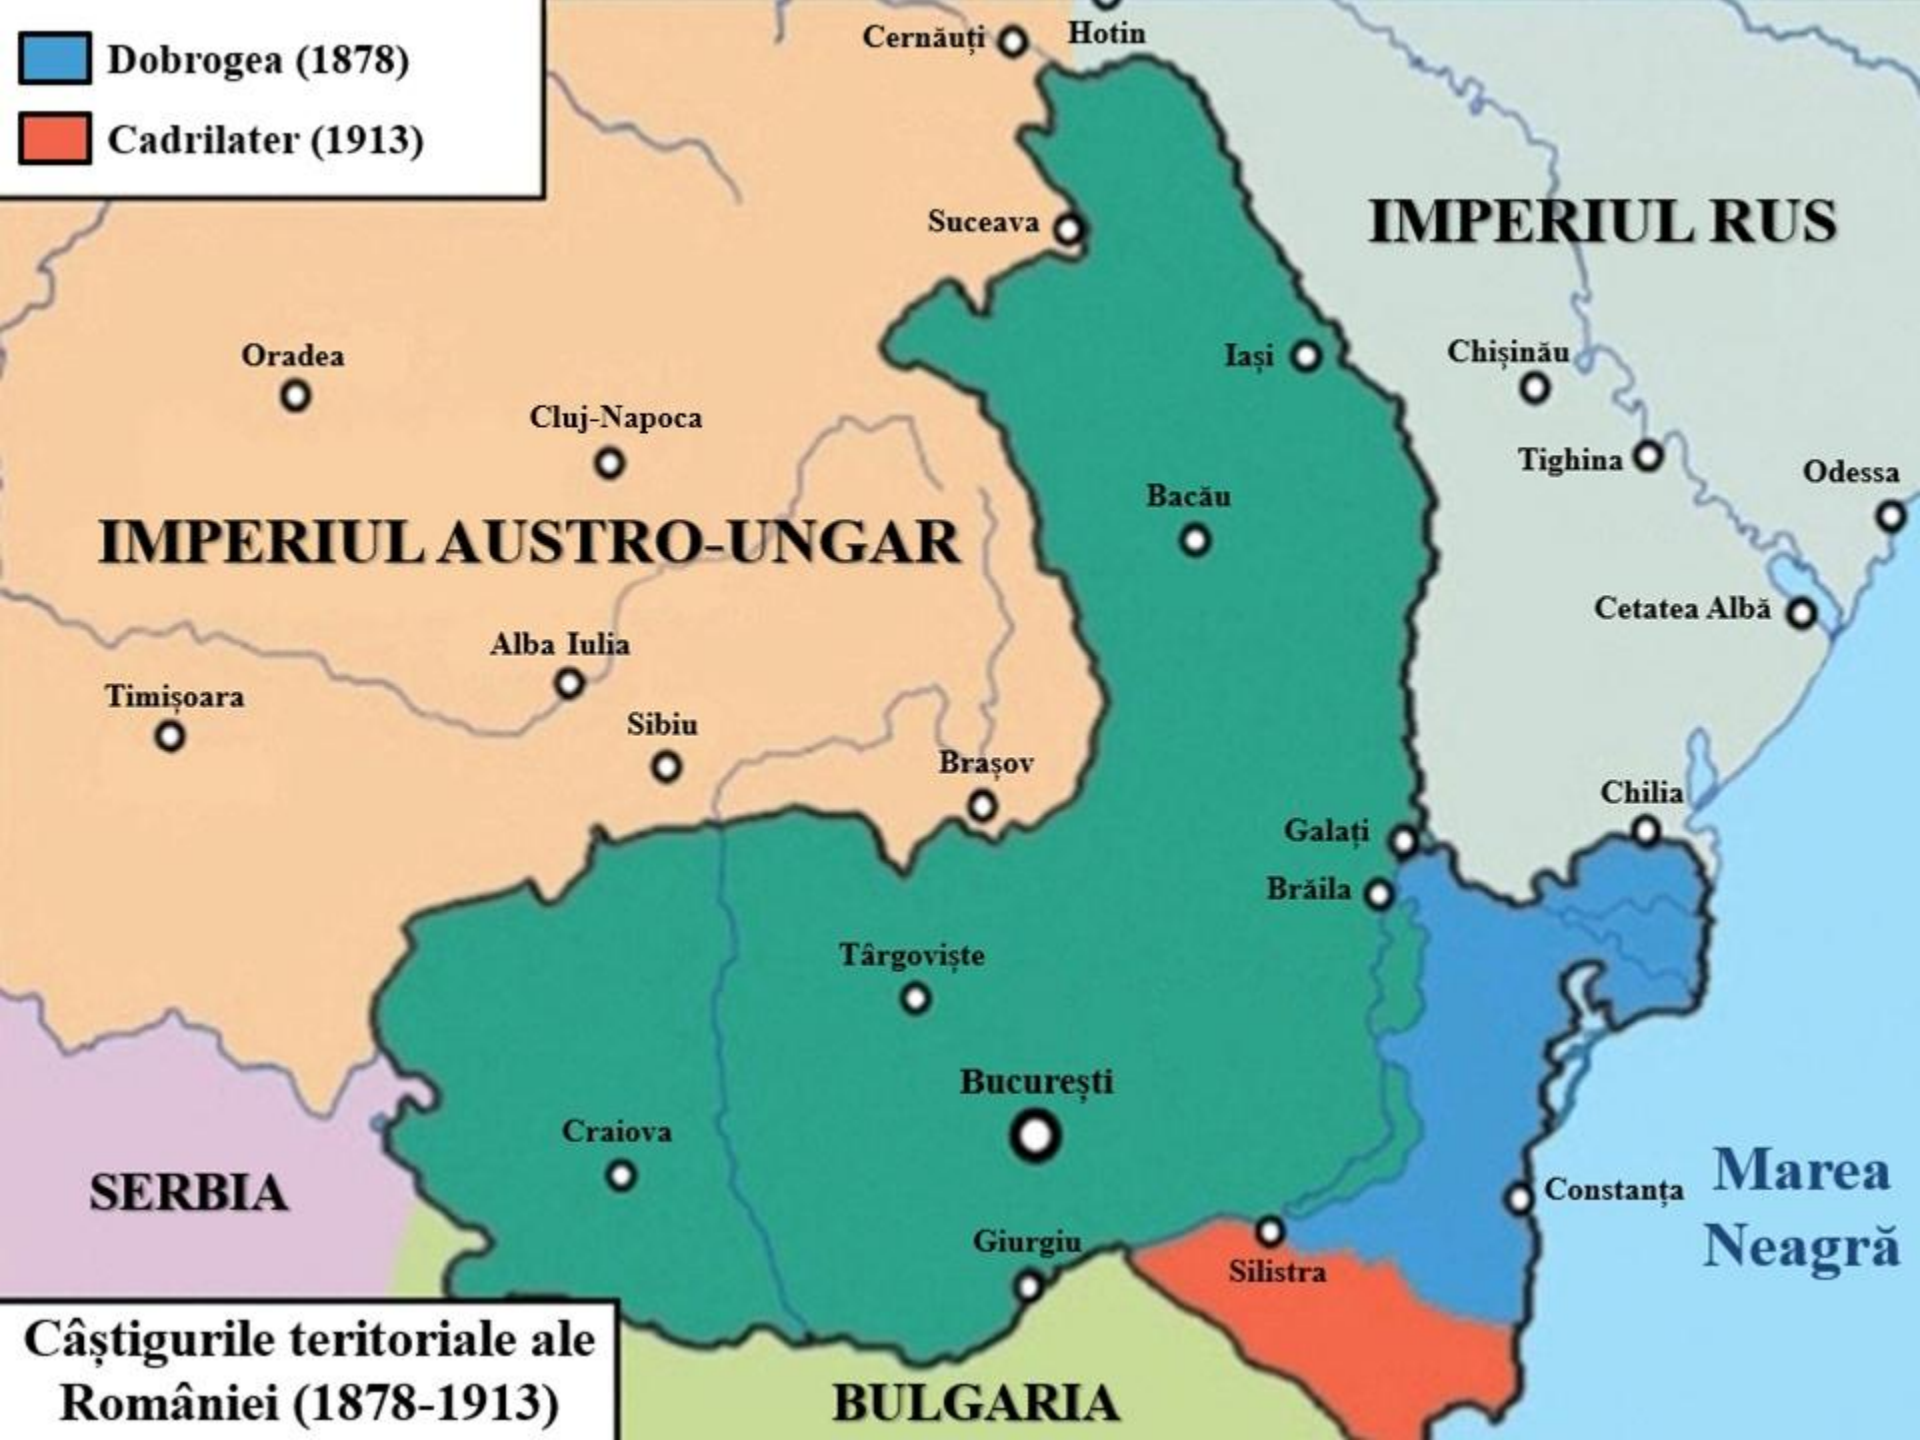 Dobrogea (1878)
Cadrilater (1913)
Cernăuți
Hotin
Suceava
IMPERIUL RUS
Oradea
Iași
Chișinău
Cluj-Napoca
Tighina
Odessa
Bacău
IMPERIUL AUSTRO-UNGAR
Cetatea Albă
Alba Iulia
Timișoara
Sibiu
Brașov
Chilia
Galați
Brăila
Târgoviște
București
Craiova
SERBIA
Constanța
Marea
Neagră
Giurgiu
Silistra
Câștigurile teritoriale ale
României (1878-1913)
BULGARIA